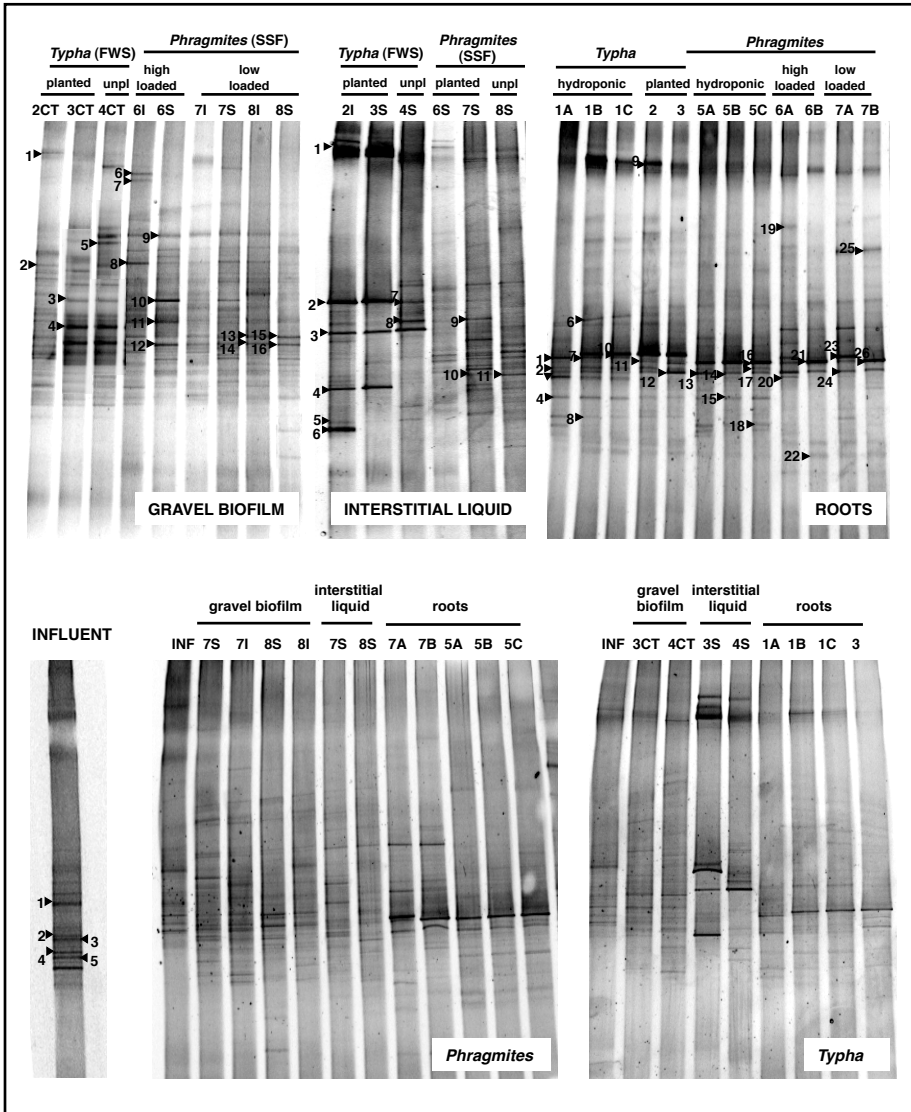 Typha (FWS)
Phragmites (SSF)
planted unpl high loaded low loaded
2CT 3CT 4CT 6I 6S 7I 7S 8I 8S
1
6
7
9
5
2
8
3
10
4
11
13 15
12 14 16
GRAVEL BIOFILM
Typha (FWS)
Phragmites (SSF)
planted unpl planted unpl
2I 3S 4S 6S 7S 8S
1
2 7
8 9
3
10 11
4
5
6
INTERSTITIAL LIQUID
Typha
Phragmites
hydroponic planted hydroponic high loaded low loaded
1A 1B 1C 2 3 5A 5B 5C 6A 6B 7A 7B
9
19
25
6
1 7 10 16 21 23 26
2 11 12 13 14 17 20 24
4 15
8 18
22
ROOTS
INFLUENT
1
2 3
4 5
gravel biofilm
interstitial liquid
roots
INF 7S 7I 8S 8I 7S 8S 7A 7B 5A 5B 5C
Phragmites
gravel biofilm
interstitial liquid
roots
INF 3CT 4CT 3S 4S 1A 1B 1C 3
Typha